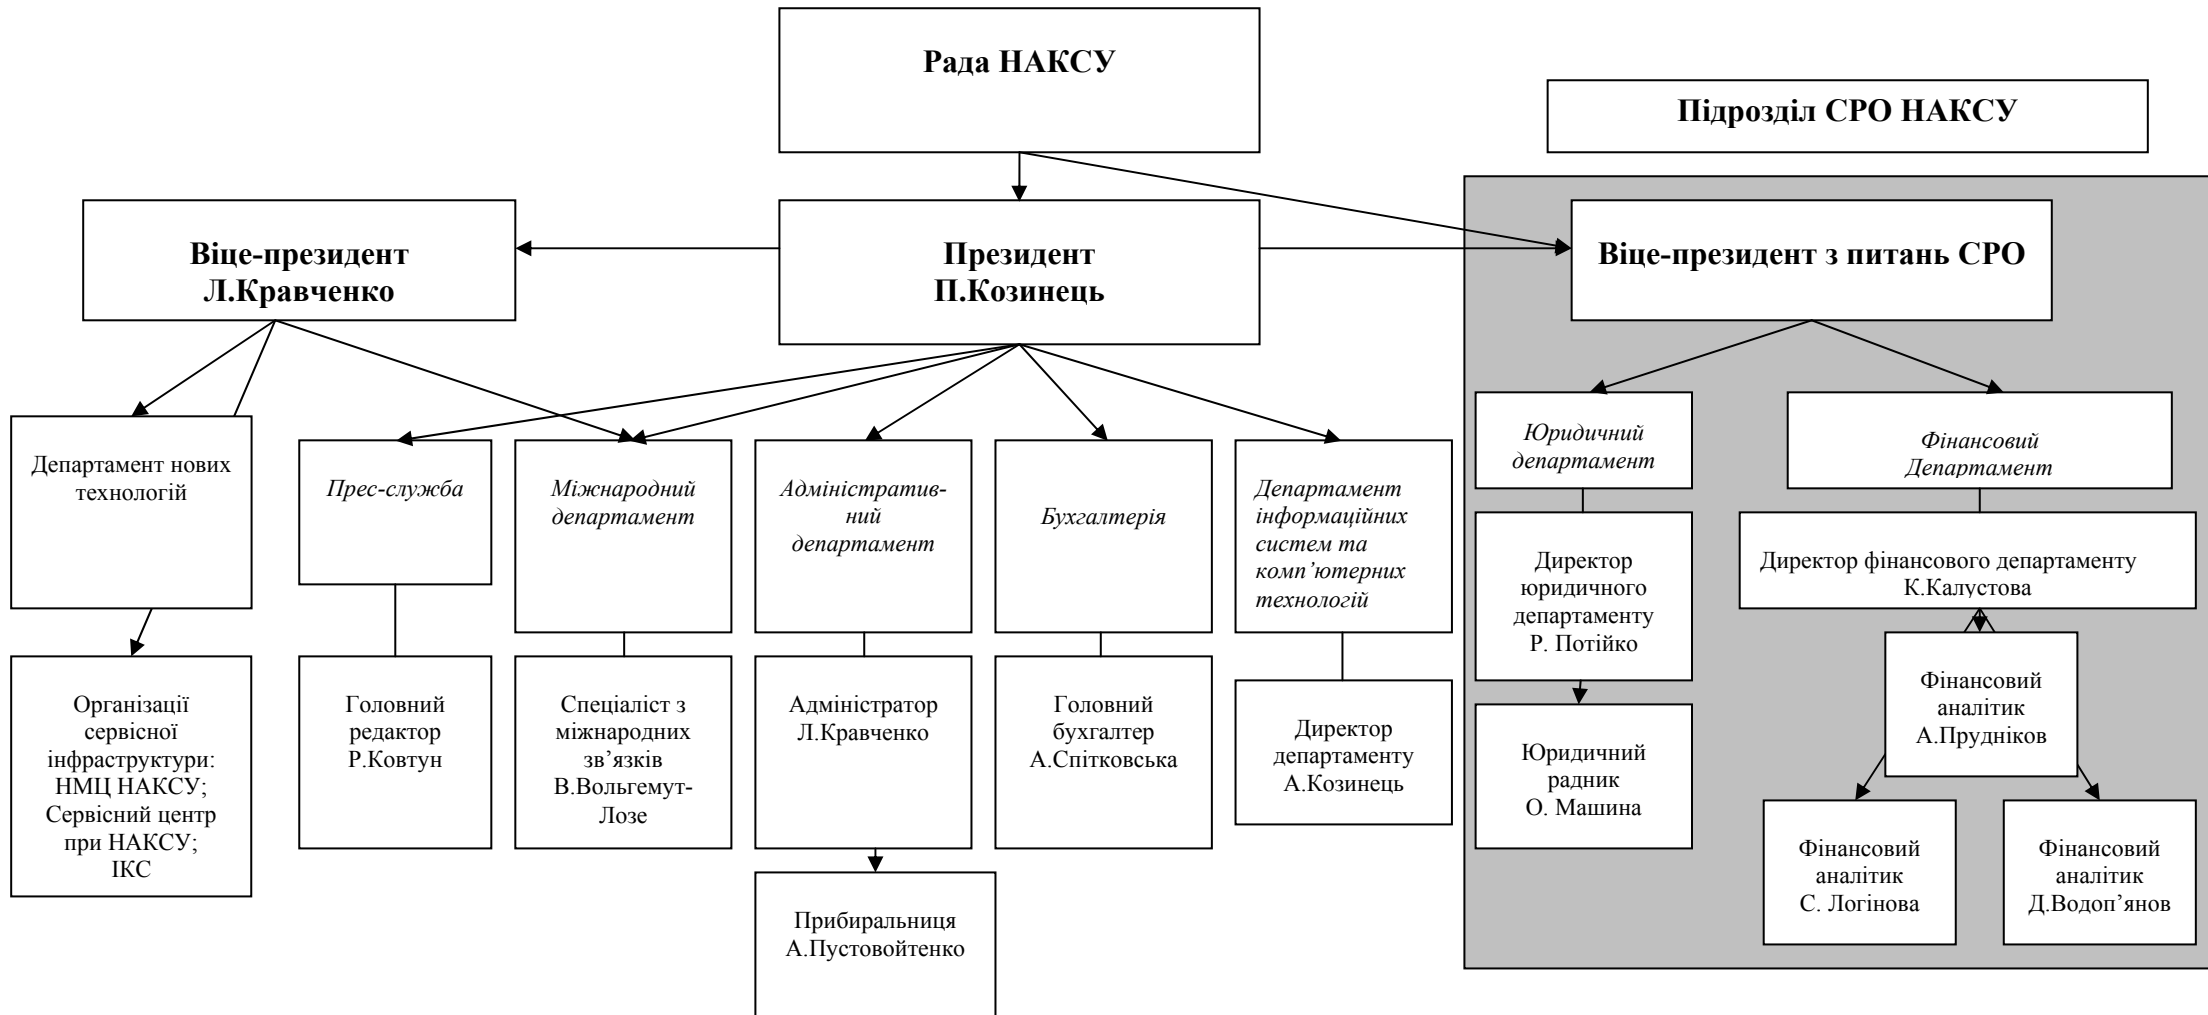 Рада НАКСУ
Підрозділ СРО НАКСУ
Віце-президент
Л.Кравченко
Президент
П.Козинець
Віце-президент з питань СРО
Департамент нових
технологій
Прес-служба
Міжнародний
департамент
Адміністратив-
ний
департамент
Бухгалтерія
Департамент
інформаційних
систем та
комп’ютерних
технологій
Юридичний
департамент
Фінансовий
Департамент
Організації
сервісної
інфраструктури:
НМЦ НАКСУ;
Сервісний центр
при НАКСУ;
ІКС
Головний
редактор
Р.Ковтун
Спеціаліст з
міжнародних
зв’язків
В.Вольгемут-
Лозе
Адміністратор
Л.Кравченко
Головний
бухгалтер
А.Спітковська
Директор
департаменту
А.Козинець
Директор
юридичного
департаменту
Р. Потійко
Директор фінансового департаменту
К.Калустова
Юридичний
радник
О. Машина
Фінансовий
аналітик
А.Прудніков
Фінансовий
аналітик
С. Логінова
Фінансовий
аналітик
Д.Водоп’янов
Прибиральниця
А.Пустовойтенко